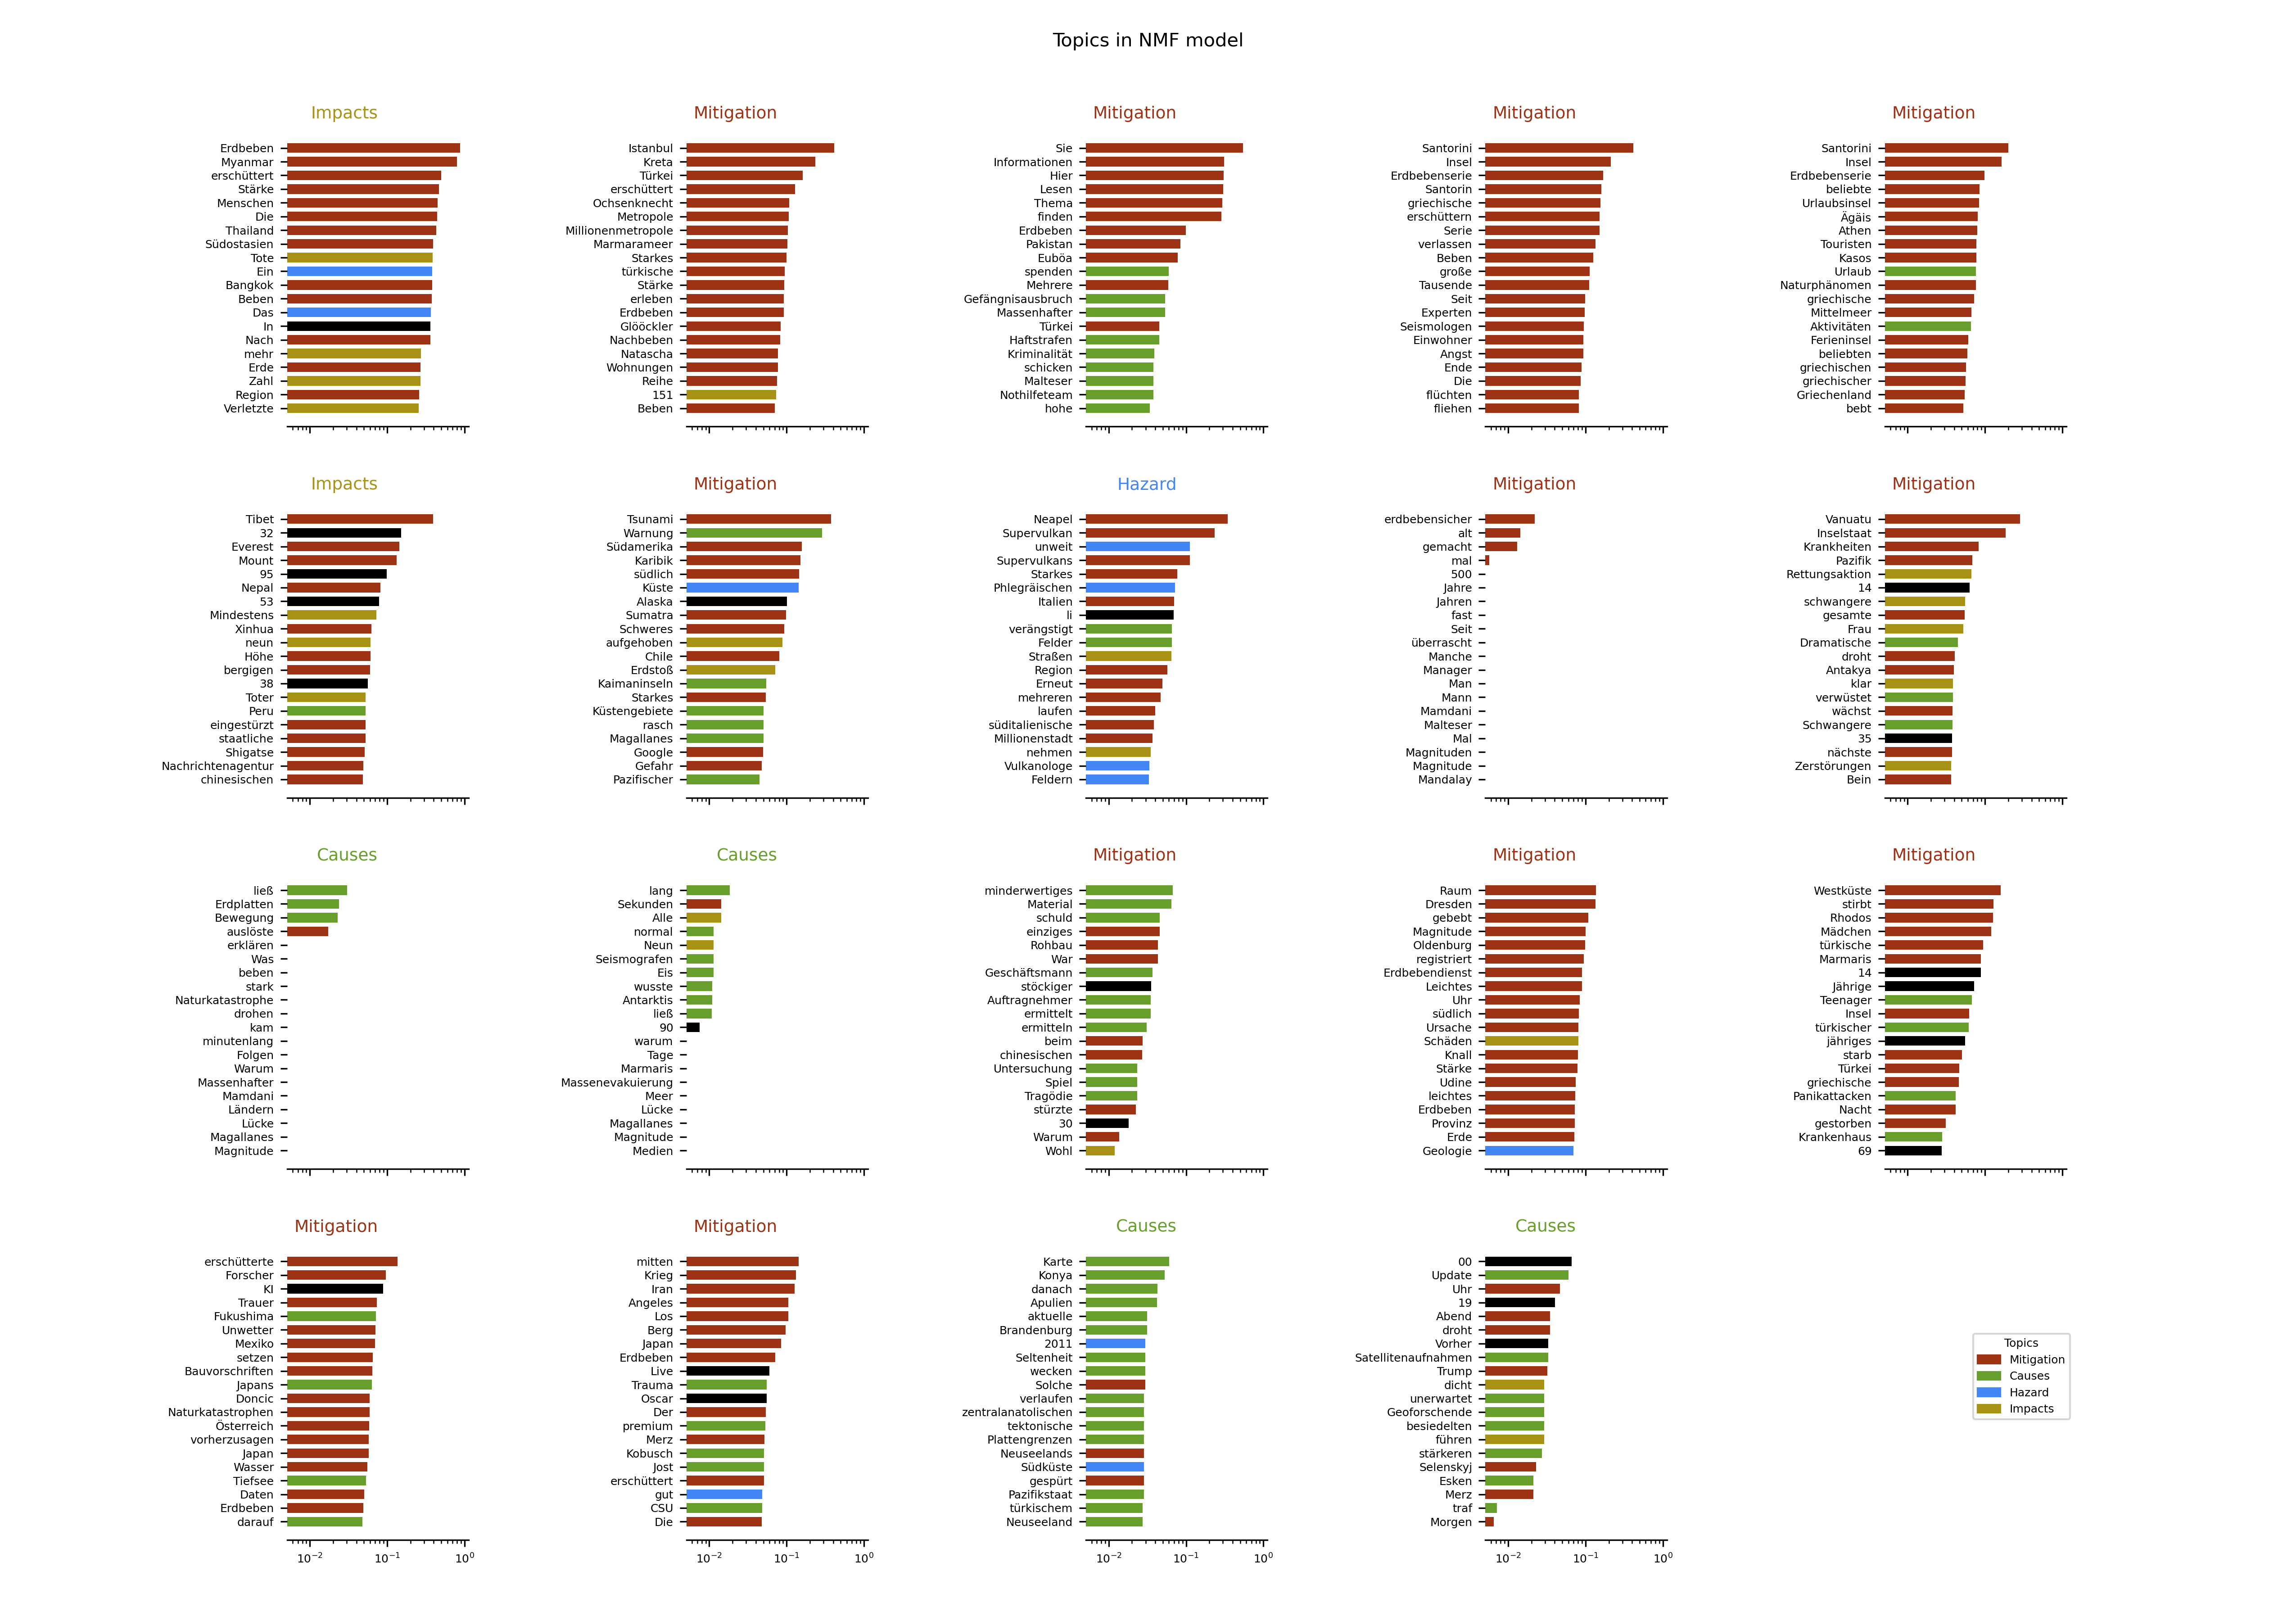 Topics in NMF model
Impacts
Erdbeben
Myanmar
erschüttert
Stärke
Menschen
Die
Thailand
Südostasien
Tote
Ein
Bangkok
Beben
Das
In
Nach
mehr
Erde
Zahl
Region
Verletzte
Mitigation
Istanbul
Kreta
Türkei
erschüttert
Ochsenknecht
Metropole
Millionenmetropole
Marmarameer
Starkes
türkische
Stärke
erleben
Erdbeben
Glööckler
Nachbeben
Natascha
Wohnungen
Reihe
151
Beben
Mitigation
Sie
Informationen
Hier
Lesen
Thema
finden
Erdbeben
Pakistan
Euböa
spenden
Mehrere
Gefängnisausbruch
Massenhafter
Türkei
Haftstrafen
Kriminalität
schicken
Malteser
Nothilfeteam
hohe
Mitigation
Santorini
Insel
Erdbebenserie
Santorin
griechische
erschüttern
Serie
verlassen
Beben
große
Tausende
Seit
Experten
Seismologen
Einwohner
Angst
Ende
Die
flüchten
fliehen
Mitigation
Santorini
Insel
Erdbebenserie
beliebte
Urlaubsinsel
Ägäis
Athen
Touristen
Kasos
Urlaub
Naturphänomen
griechische
Mittelmeer
Aktivitäten
Ferieninsel
beliebten
griechischen
griechischer
Griechenland
bebt
Impacts
Tibet
32
Everest
Mount
95
Nepal
53
Mindestens
Xinhua
neun
Höhe
bergigen
38
Toter
Peru
eingestürzt
staatliche
Shigatse
Nachrichtenagentur
chinesischen
Mitigation
Tsunami
Warnung
Südamerika
Karibik
südlich
Küste
Alaska
Sumatra
Schweres
aufgehoben
Chile
Erdstoß
Kaimaninseln
Starkes
Küstengebiete
rasch
Magallanes
Google
Gefahr
Pazifischer
Hazard
Neapel
Supervulkan
unweit
Supervulkans
Starkes
Phlegräischen
Italien
li
verängstigt
Felder
Straßen
Region
Erneut
mehreren
laufen
süditalienische
Millionenstadt
nehmen
Vulkanologe
Feldern
Mitigation
erdbebensicher
alt
gemacht
mal
500
Jahre
Jahren
fast
Seit
überrascht
Manche
Manager
Man
Mann
Mamdani
Malteser
Mal
Magnituden
Magnitude
Mandalay
Mitigation
Vanuatu
Inselstaat
Krankheiten
Pazifik
Rettungsaktion
14
schwangere
gesamte
Frau
Dramatische
droht
Antakya
klar
verwüstet
wächst
Schwangere
35
nächste
Zerstörungen
Bein
Causes
ließ
Erdplatten
Bewegung
auslöste
erklären
Was
beben
stark
Naturkatastrophe
drohen
kam
minutenlang
Folgen
Warum
Massenhafter
Mamdani
Ländern
Lücke
Magallanes
Magnitude
Causes
lang
Sekunden
Alle
normal
Neun
Seismografen
Eis
wusste
Antarktis
ließ
90
warum
Tage
Marmaris
Massenevakuierung
Meer
Lücke
Magallanes
Magnitude
Medien
Mitigation
minderwertiges
Material
schuld
einziges
Rohbau
War
Geschäftsmann
stöckiger
Auftragnehmer
ermittelt
ermitteln
beim
chinesischen
Untersuchung
Spiel
Tragödie
stürzte
30
Warum
Wohl
Mitigation
Raum
Dresden
gebebt
Magnitude
Oldenburg
registriert
Erdbebendienst
Leichtes
Uhr
südlich
Ursache
Schäden
Knall
Stärke
Udine
leichtes
Erdbeben
Provinz
Erde
Geologie
Mitigation
Westküste
stirbt
Rhodos
Mädchen
türkische
Marmaris
14
Jährige
Teenager
Insel
türkischer
jähriges
starb
Türkei
griechische
Panikattacken
Nacht
gestorben
Krankenhaus
69
Mitigation
erschütterte
Forscher
KI
Trauer
Fukushima
Unwetter
Mexiko
setzen
Bauvorschriften
Japans
Doncic
Naturkatastrophen
Österreich
vorherzusagen
Japan
Wasser
Tiefsee
Daten
Erdbeben
darauf
10⁻² 10⁻¹ 10⁰
Mitigation
mitten
Krieg
Iran
Angeles
Los
Berg
Japan
Erdbeben
Live
Trauma
Oscar
Der
premium
Merz
Kobusch
Jost
erschüttert
gut
CSU
Die
10⁻² 10⁻¹ 10⁰
Causes
Karte
Konya
danach
Apulien
aktuelle
Brandenburg
2011
Seltenheit
wecken
Solche
verlaufen
zentralanatolischen
tektonische
Plattengrenzen
Neuseelands
Südküste
gespürt
Pazifikstaat
türkischem
Neuseeland
10⁻² 10⁻¹ 10⁰
Causes
00
Update
Uhr
19
Abend
droht
Vorher
Satellitenaufnahmen
Trump
dicht
unerwartet
Geoforschende
besiedelten
führen
stärkeren
Selenskyj
Esken
Merz
traf
Morgen
10⁻² 10⁻¹ 10⁰
Topics
Mitigation
Causes
Hazard
Impacts